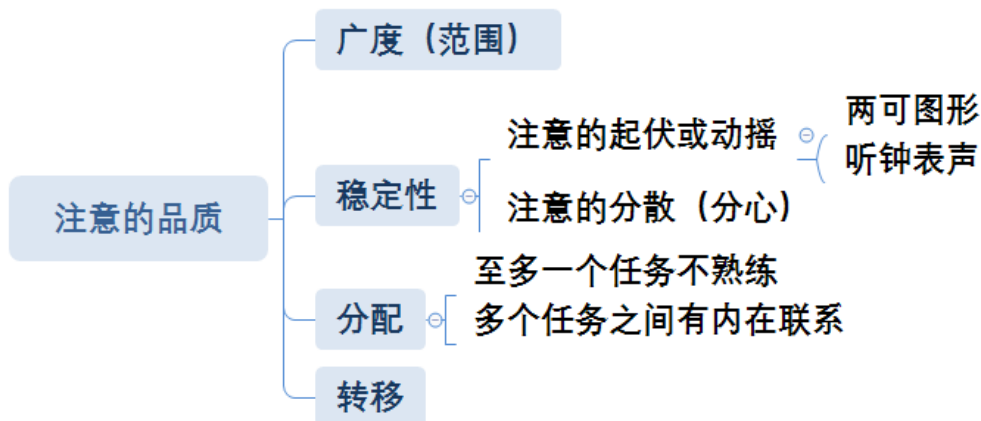 广度（范围）
注意的品质
稳定性
注意的起伏或动摇
两可图形
听钟表声
注意的分散（分心）
分配
至多一个任务不熟练
多个任务之间有内在联系
转移